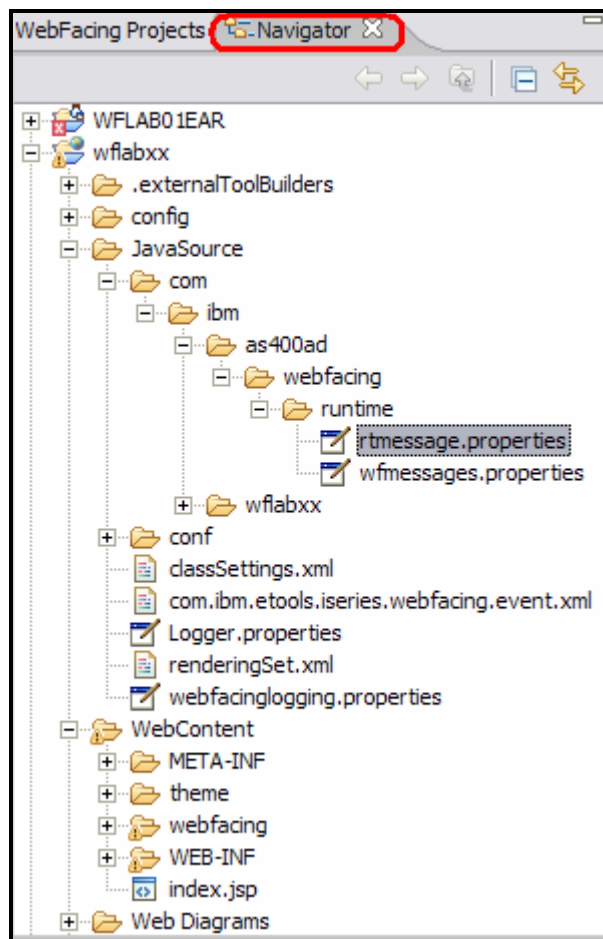 WebFacing Projects Navigator
WFLAB01EAR
wflabxx
.externalToolBuilders
config
JavaSource
com
ibm
as400ad
webfacing
runtime
rtmessage.properties
wfmessages.properties
wflabxx
conf
classSettings.xml
com.ibm.etools.iseries.webfacing.event.xml
Logger.properties
renderingSet.xml
webfacinglogging.properties
WebContent
META-INF
theme
webfacing
WEB-INF
index.jsp
Web Diagrams